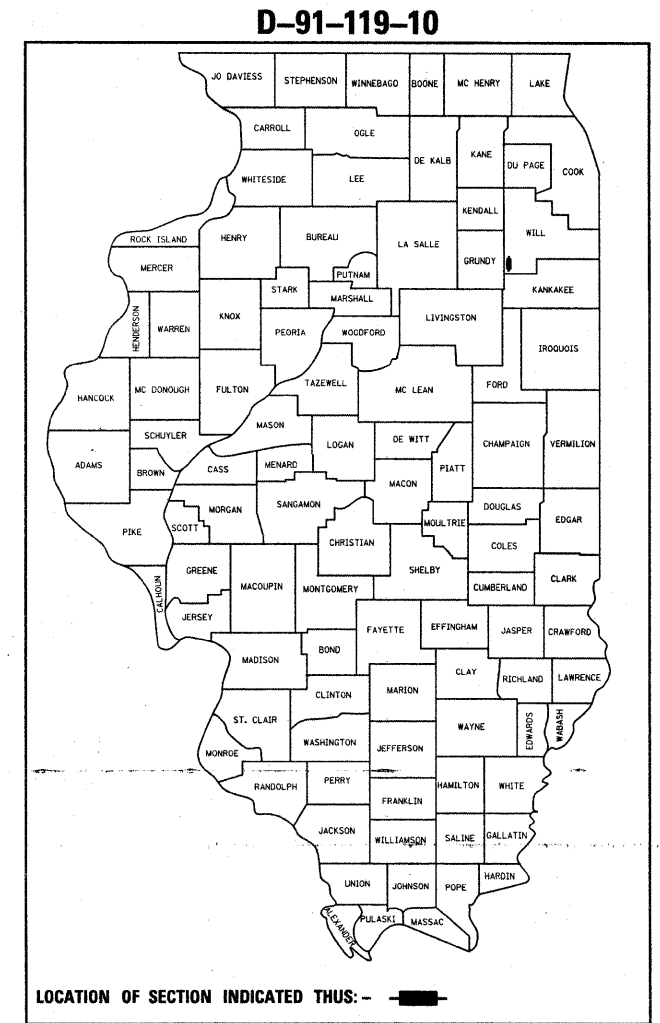 D-91-119-10
JO DAVIESS STEPHENSON WINNEBAGO BOONE MC HENRY LAKE
CARROLL OGLE DE KALB KANE DU PAGE COOK
WHITESIDE LEE
KENDALL
ROCK ISLAND HENRY BUREAU LA SALLE WILL
MERCER PUTNAM GRUNDY
STARK MARSHALL KANKAKEE
HENDERSON WARREN KNOX PEORIA WOODFORD LIVINGSTON IROQUOIS
HANCOCK MC DONOUGH FULTON TAZEWELL MC LEAN FORD
MASON
SCHUYLER LOGAN DE WITT CHAMPAIGN VERMILION
ADAMS BROWN CASS MENARD PIATT
MACON
PIKE SCOTT MORGAN SANGAMON MOULTRIE DOUGLAS EDGAR
CHRISTIAN COLES
GREENE MACOUPIN MONTGOMERY SHELBY CUMBERLAND CLARK
CALHOUN JERSEY
FAYETTE EFFINGHAM JASPER CRAWFORD
MADISON BOND
CLAY RICHLAND LAWRENCE
CLINTON MARION
ST. CLAIR WAYNE EDWARDS WABASH
MONROE WASHINGTON JEFFERSON
RANDOLPH PERRY HAMILTON WHITE
FRANKLIN
JACKSON WILLIAMSON SALINE GALLATIN
UNION JOHNSON POPE HARDIN
ALEXANDER PULASKI MASSAC
LOCATION OF SECTION INDICATED THUS: -